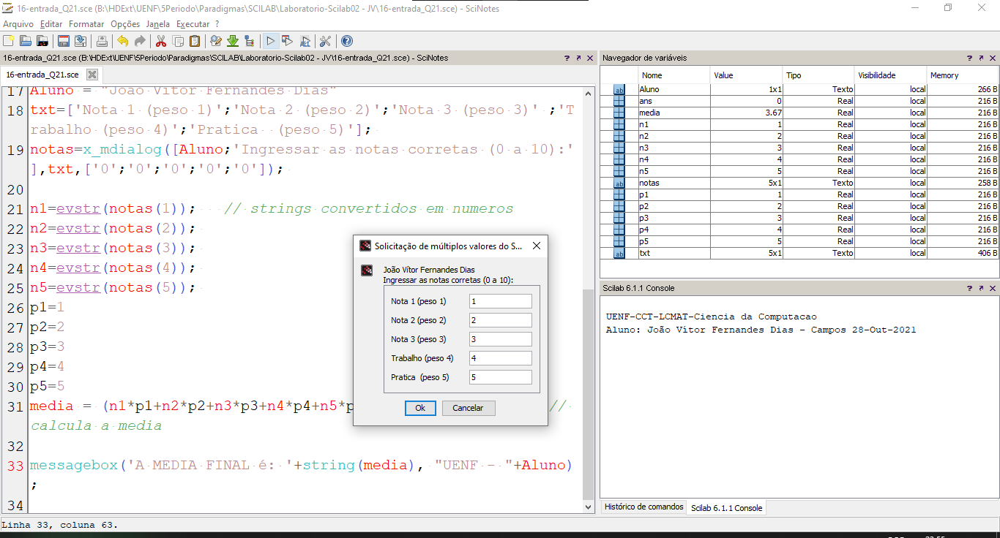 16-entrada_Q21.sce (B:\HDExt\UENF\5Periodo\Paradigmas\SCILAB\Laboratorio-Scilab02 - JV\16-entrada_Q21.sce) - SciNotes
Arquivo Editar Formatar Opções Janela Executar ?
16-entrada_Q21.sce (B:\HDExt\UENF\5Periodo\Paradigmas\SCILAB\Laboratorio-Scilab02 - JV\16-entrada_Q21.sce) - SciNotes
16-entrada_Q21.sce
17 Aluno = "João Vítor Fernandes Dias"
18 txt=['Nota 1 (peso 1)';'Nota 2 (peso 2)';'Nota 3 (peso 3)' ;'T
rabalho (peso 4)';'Pratica  (peso 5)'];
19 notas=x_mdialog([Aluno;'Ingressar as notas corretas (0 a 10):'
],txt,['0';'0';'0';'0';'0']);
20
21 n1=evstr(notas(1));   // strings convertidos em numeros
22 n2=evstr(notas(2));
23 n3=evstr(notas(3));
24 n4=evstr(notas(4));
25 n5=evstr(notas(5));
26 p1=1
27 p2=2
28 p3=3
29 p4=4
30 p5=5
31 media = (n1*p1+n2*p2+n3*p3+n4*p4+n5*p //
calcula a media
32
33 messagebox('A MEDIA FINAL é: '+string(media), "UENF - "+Aluno)
;
34
Linha 33, coluna 63.
Solicitação de múltiplos valores do S...
João Vítor Fernandes Dias
Ingressar as notas corretas (0 a 10):
Nota 1 (peso 1) 1
Nota 2 (peso 2) 2
Nota 3 (peso 3) 3
Trabalho (peso 4) 4
Pratica  (peso 5) 5
Ok Cancelar
Navegador de variáveis
Nome Value Tipo Visibilidade Memory
Aluno 1x1 Texto local 266 B
ans 0 Real local 216 B
media 3.67 Real local 216 B
n1 1 Real local 216 B
n2 2 Real local 216 B
n3 3 Real local 216 B
n4 4 Real local 216 B
n5 5 Real local 216 B
notas 5x1 Texto local 258 B
p1 1 Real local 216 B
p2 2 Real local 216 B
p3 3 Real local 216 B
p4 4 Real local 216 B
p5 5 Real local 216 B
txt 5x1 Texto local 406 B
Scilab 6.1.1 Console
UENF-CCT-LCMAT-Ciencia da Computacao
Aluno: João Vítor Fernandes Dias - Campos 28-Out-2021
Histórico de comandos Scilab 6.1.1 Console